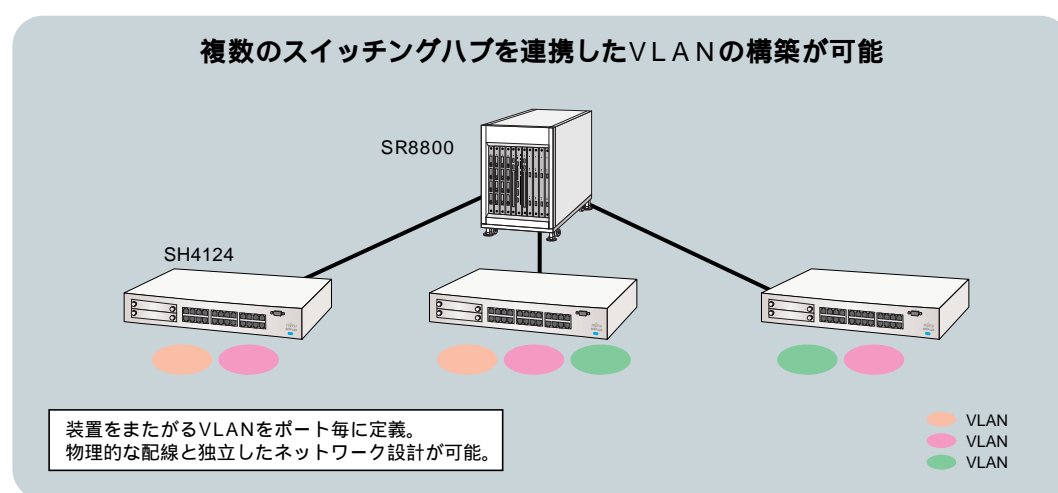 複数のスイッチングハブを連携したVLANの構築が可能
SR8800
SH4124
装置をまたがるVLANをポート毎に定義。
物理的な配線と独立したネットワーク設計が可能。
VLAN
VLAN
VLAN